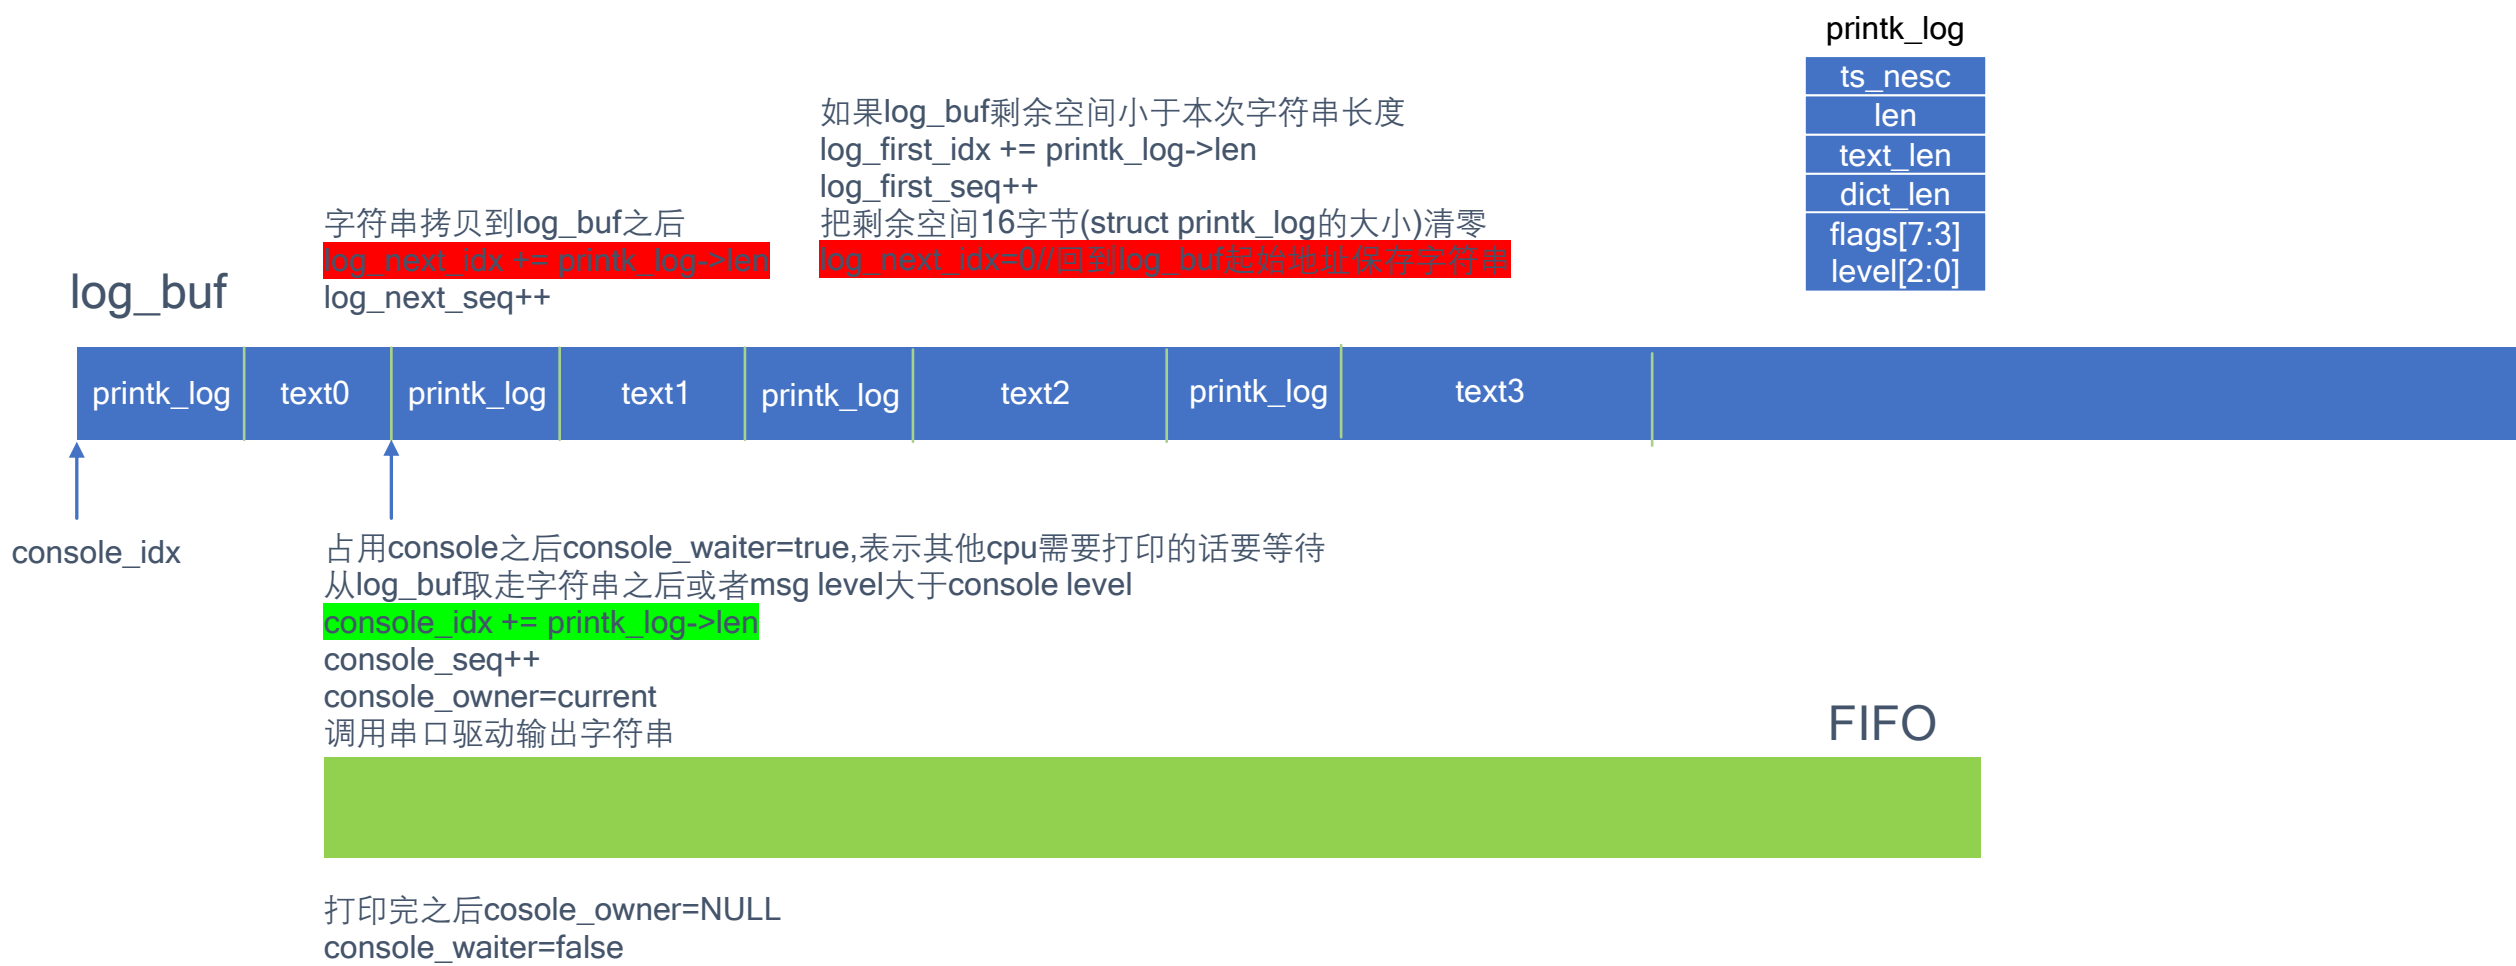 printk_log
ts_nesc
len
text_len
dict_len
flags[7:3]
level[2:0]
如果log_buf剩余空间小于本次字符串长度
log_first_idx += printk_log->len
log_first_seq++
把剩余空间16字节(struct printk_log的大小)清零
log_next_idx=0//回到log_buf起始地址保存字符串
字符串拷贝到log_buf之后
log_next_idx += printk_log->len
log_next_seq++
log_buf
printk_log text0 printk_log text1 printk_log text2 printk_log text3
console_idx
占用console之后console_waiter=true,表示其他cpu需要打印的话要等待
从log_buf取走字符串之后或者msg level大于console level
console_idx += printk_log->len
console_seq++
console_owner=current
调用串口驱动输出字符串
FIFO
打印完之后cosole_owner=NULL
console_waiter=false